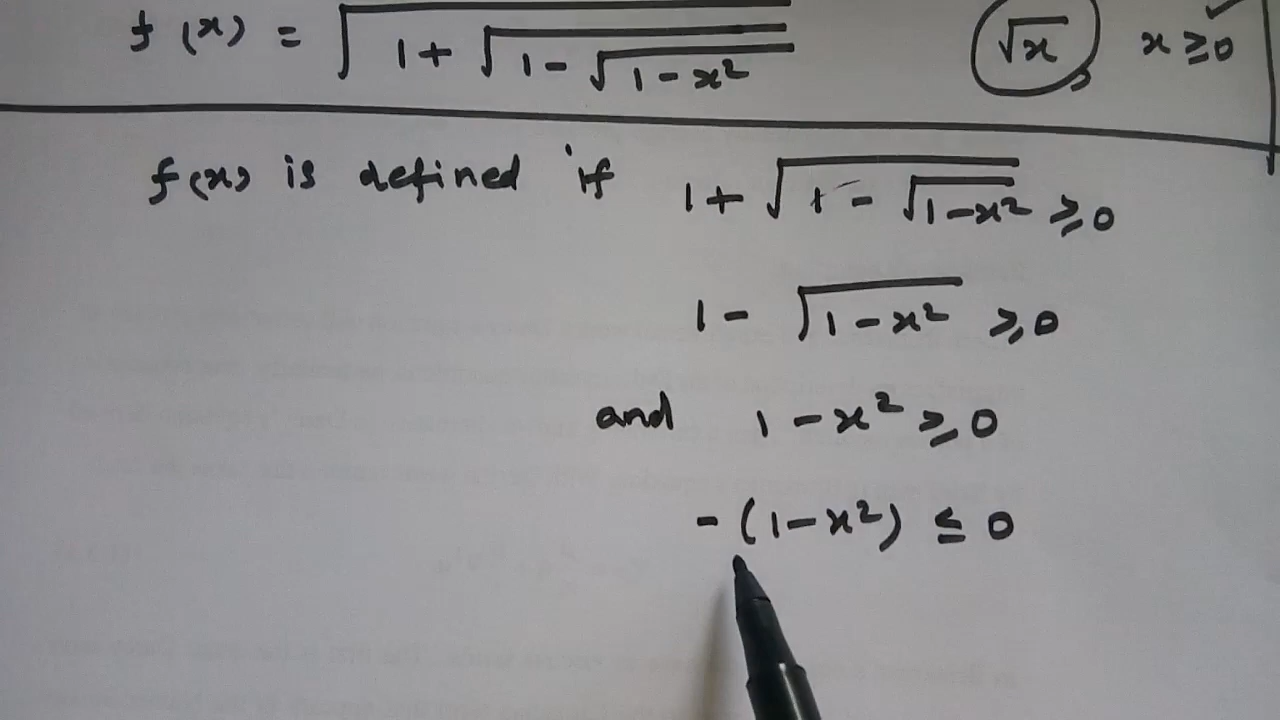 f(x) = √(1 + √(1 - √(1 - x²))) √x, x ≥ 0 ✓
f(x) is defined if 1 + √(1 - √(1 - x²)) ≥ 0
1 - √(1 - x²) ≥ 0
and 1 - x² ≥ 0
- (1 - x²) ≤ 0